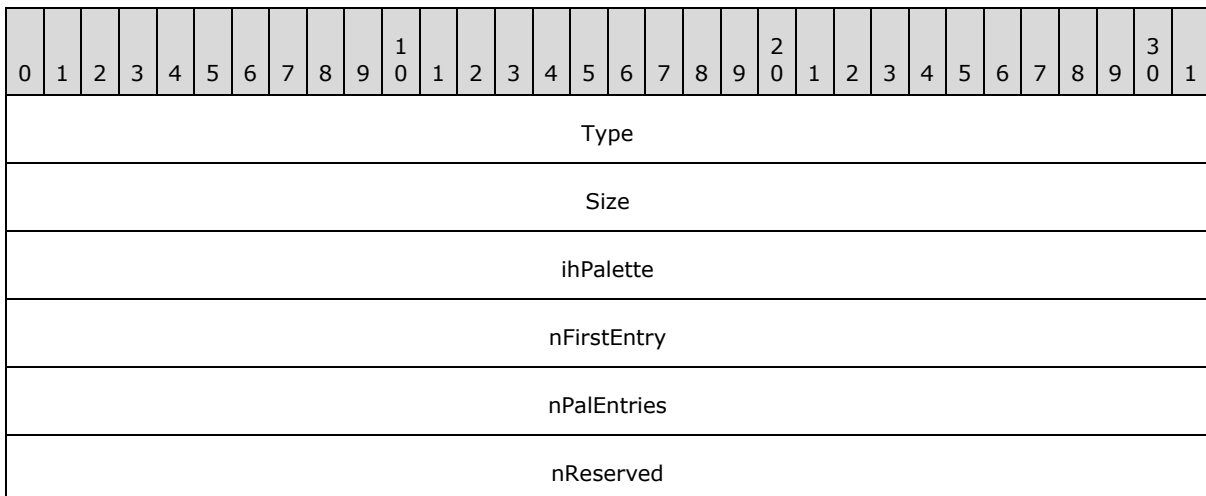 0 1 2 3 4 5 6 7 8 9 1 0 1 2 3 4 5 6 7 8 9 2 0 1 2 3 4 5 6 7 8 9 3 0 1
Type
Size
ihPalette
nFirstEntry
nPalEntries
nReserved